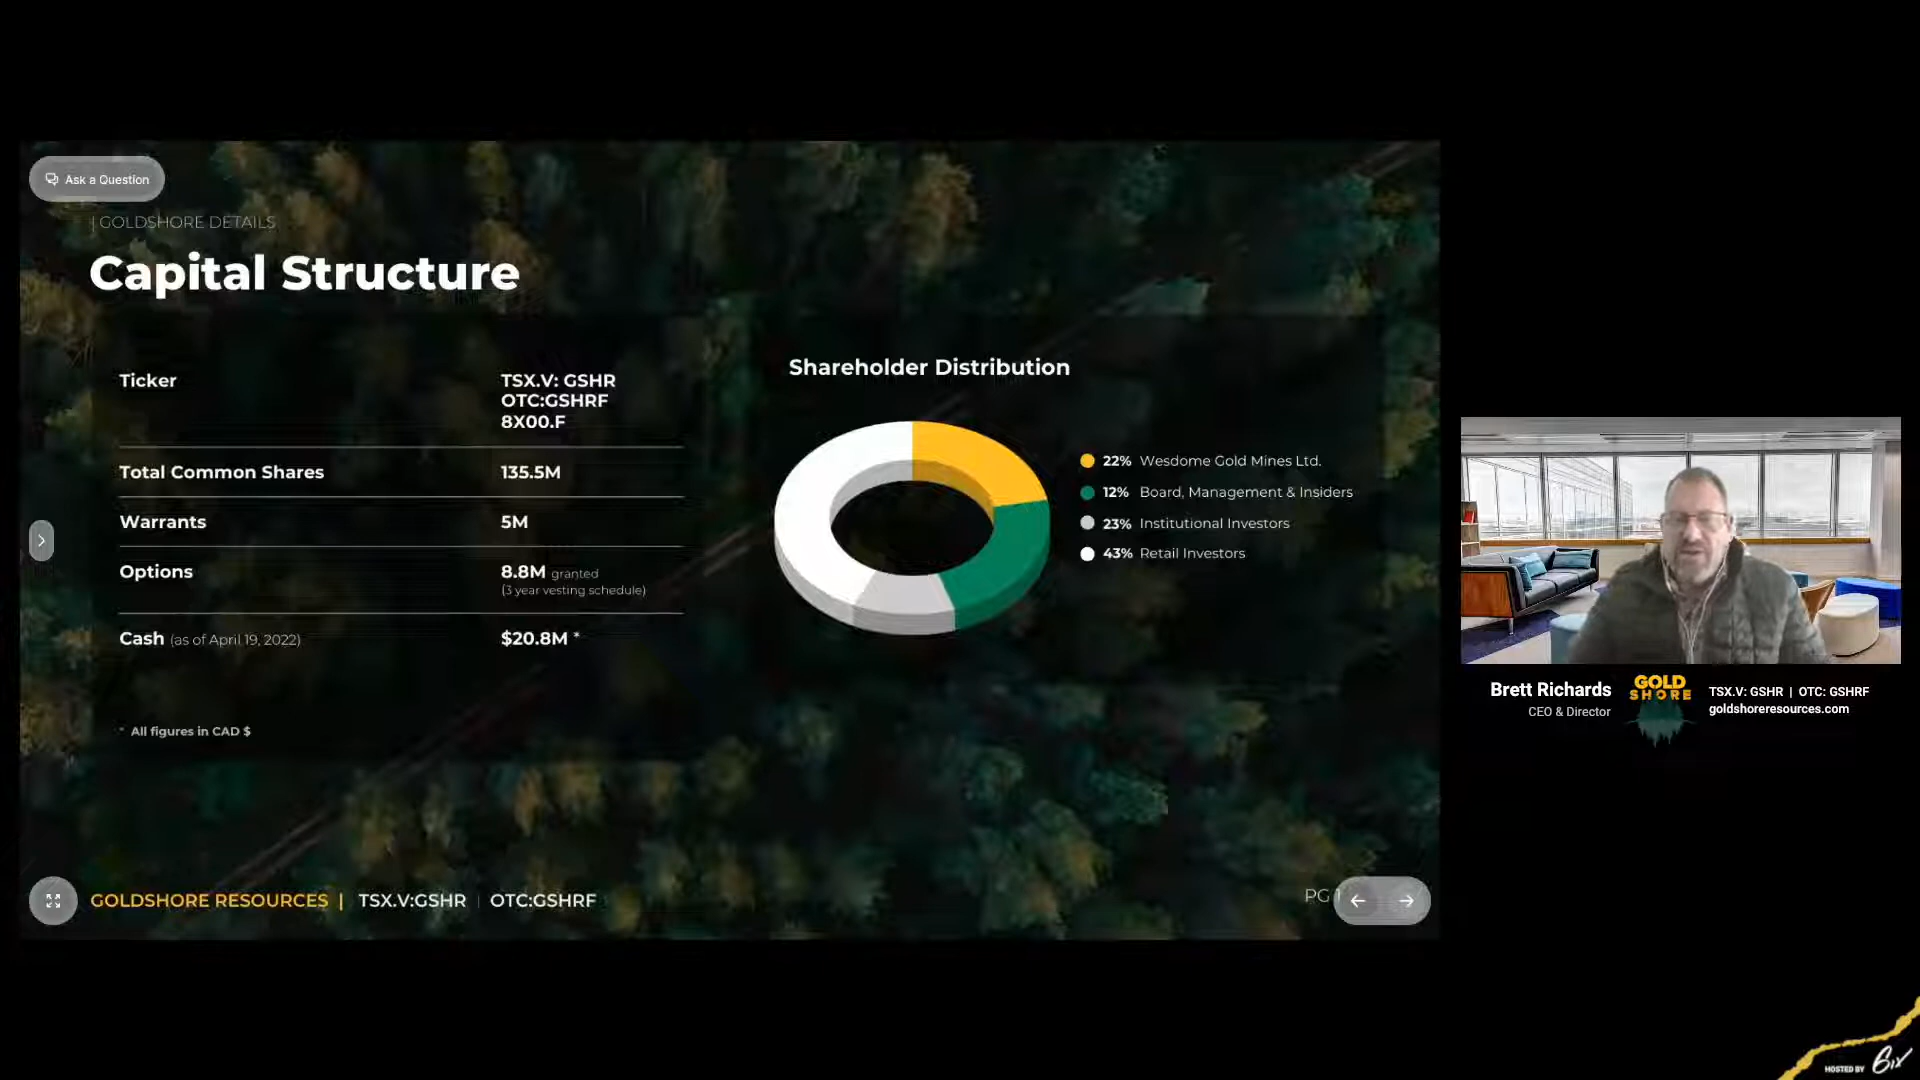 Ask a Question
| GOLDSHORE DETAILS
Capital Structure
Ticker
TSX.V: GSHR
OTC:GSHRF
8X00.F
Total Common Shares 135.5M
Warrants 5M
Options 8.8M granted
(3 year vesting schedule)
Cash (as of April 19, 2022) $20.8M *
* All figures in CAD $
Shareholder Distribution
22% Wesdome Gold Mines Ltd.
12% Board, Management & Insiders
23% Institutional Investors
43% Retail Investors
GOLDSHORE RESOURCES | TSX.V:GSHR | OTC:GSHRF
PG 1
Brett Richards
CEO & Director
GOLD
SHORE
TSX.V: GSHR | OTC: GSHRF
goldshoreresources.com
HOSTED BY 6ix